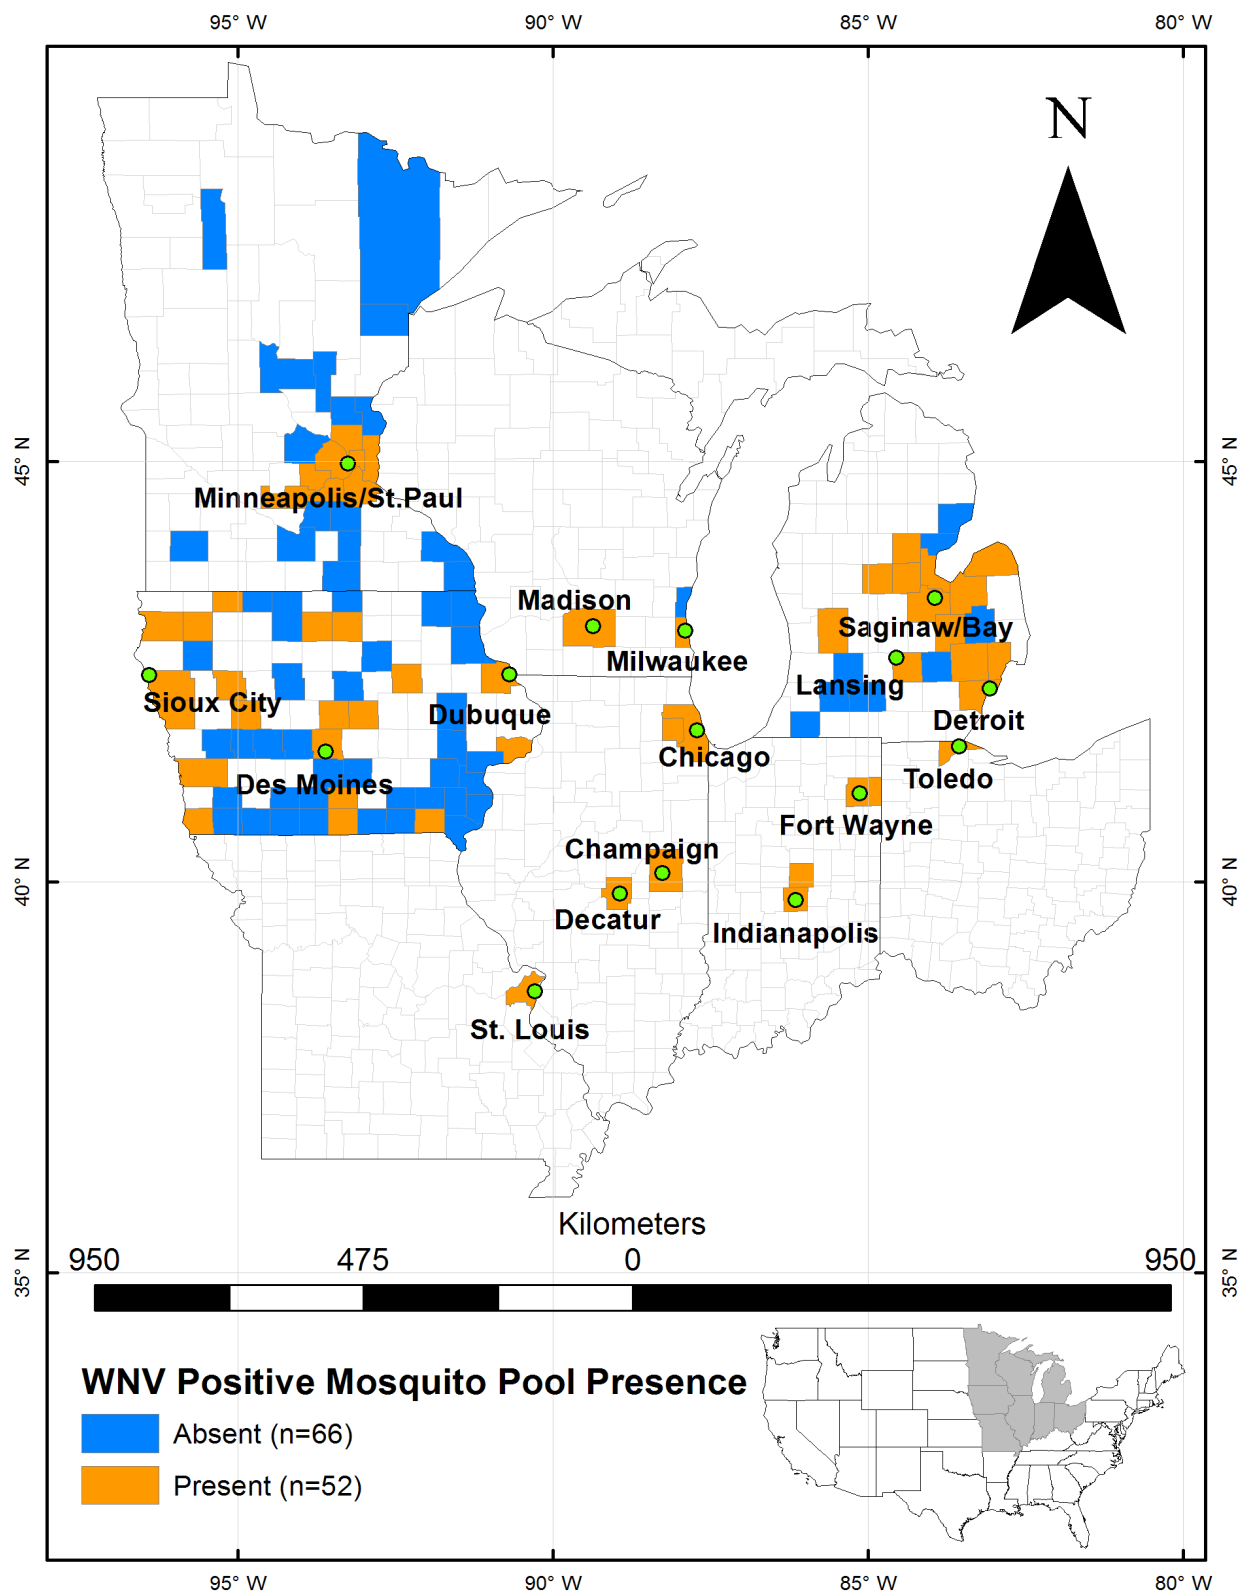 95° W 90° W 85° W 80° W
N
45° N
45° N
Minneapolis/St.Paul
Madison
Milwaukee
Saginaw/Bay
Lansing
Sioux City
Dubuque
Detroit
Chicago
Toledo
Des Moines
Fort Wayne
Champaign
40° N
40° N
Decatur
Indianapolis
St. Louis
Kilometers
950 475 0 950
35° N
35° N
WNV Positive Mosquito Pool Presence
Absent (n=66)
Present (n=52)
95° W 90° W 85° W 80° W